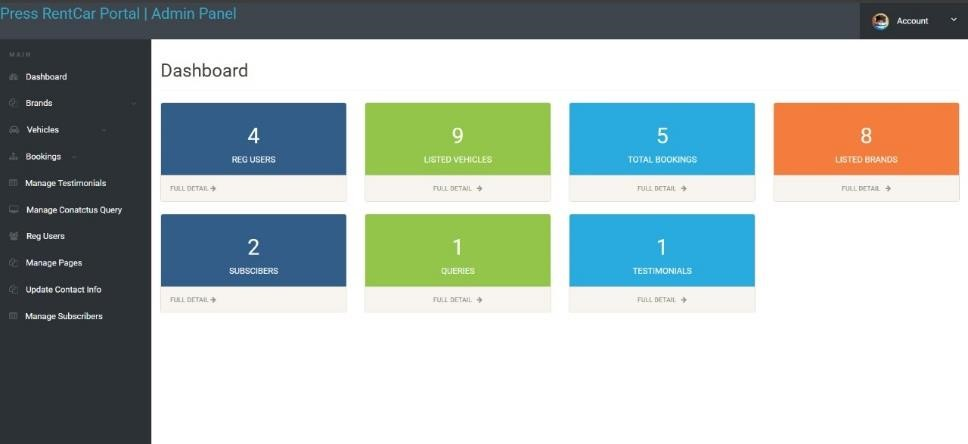 Press RentCar Portal | Admin Panel
Account
MAIN
Dashboard
Brands
Vehicles
Bookings
Manage Testimonials
Manage Conatctus Query
Reg Users
Manage Pages
Update Contact Info
Manage Subscribers
Dashboard
4
REG USERS
FULL DETAIL
9
LISTED VEHICLES
FULL DETAIL
5
TOTAL BOOKINGS
FULL DETAIL
8
LISTED BRANDS
FULL DETAIL
2
SUBSCIBERS
FULL DETAIL
1
QUERIES
FULL DETAIL
1
TESTIMONIALS
FULL DETAIL